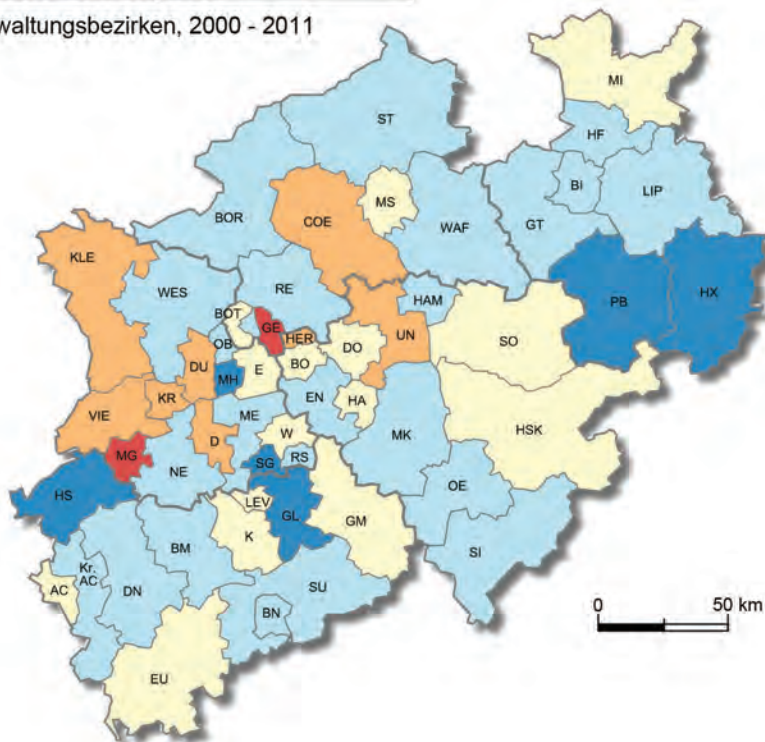 waltungsbezirken, 2000 - 2011
MI
ST
HF
BI
LIP
MS
BOR
COE
WAF
GT
KLE
WES
RE
HAM
PB
HX
BOT
GE
UN
SO
OB
HER
DO
DU
MH
E
BO
KR
EN
HA
VIE
ME
MK
HSK
D
W
MG
NE
SG
RS
OE
HS
LEV
GL
GM
K
SI
BM
Kr.
AC
AC
DN
SU
BN
0
50 km
EU